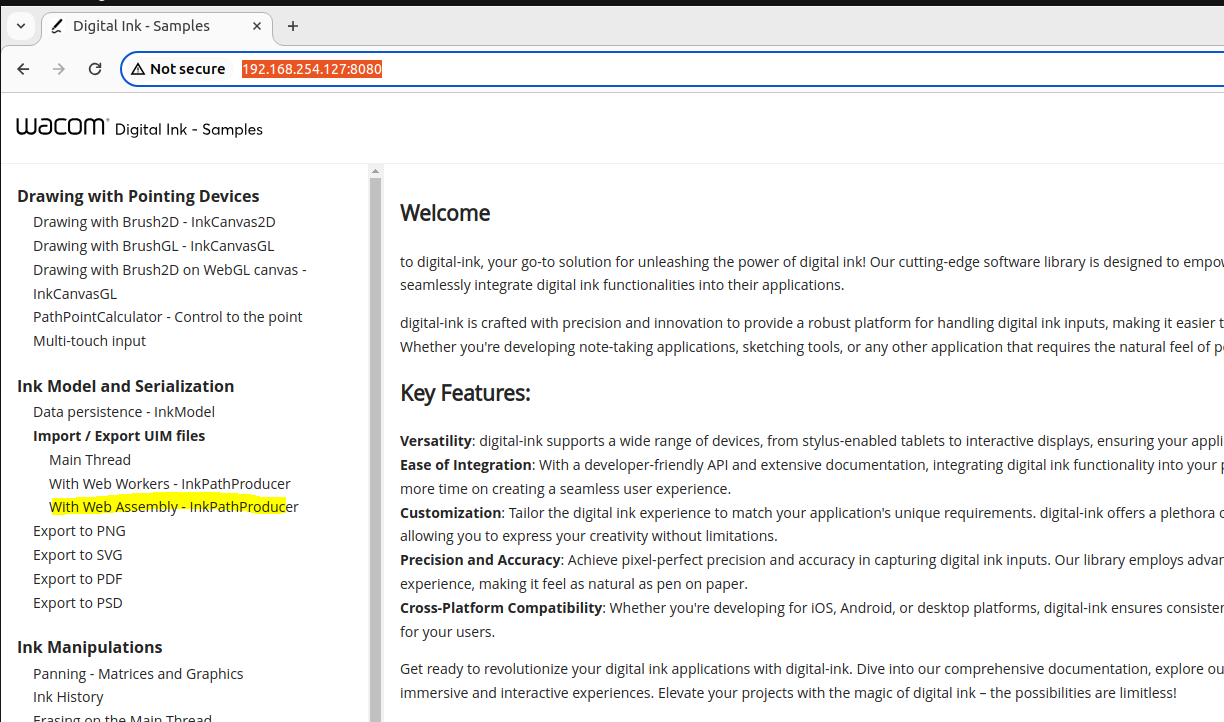 Digital Ink - Samples
Not secure 192.168.254.127:8080
wacom Digital Ink - Samples
Drawing with Pointing Devices
Drawing with Brush2D - InkCanvas2D
Drawing with BrushGL - InkCanvasGL
Drawing with Brush2D on WebGL canvas -
InkCanvasGL
PathPointCalculator - Control to the point
Multi-touch input
Ink Model and Serialization
Data persistence - InkModel
Import / Export UIM files
Main Thread
With Web Workers - InkPathProducer
With Web Assembly - InkPathProducer
Export to PNG
Export to SVG
Export to PDF
Export to PSD
Ink Manipulations
Panning - Matrices and Graphics
Ink History
Erasing on the Main Thread
Welcome
to digital-ink, your go-to solution for unleashing the power of digital ink! Our cutting-edge software library is designed to empow
seamlessly integrate digital ink functionalities into their applications.
digital-ink is crafted with precision and innovation to provide a robust platform for handling digital ink inputs, making it easier t
Whether you're developing note-taking applications, sketching tools, or any other application that requires the natural feel of p
Key Features:
Versatility: digital-ink supports a wide range of devices, from stylus-enabled tablets to interactive displays, ensuring your appli
Ease of Integration: With a developer-friendly API and extensive documentation, integrating digital ink functionality into your p
more time on creating a seamless user experience.
Customization: Tailor the digital ink experience to match your application's unique requirements. digital-ink offers a plethora o
allowing you to express your creativity without limitations.
Precision and Accuracy: Achieve pixel-perfect precision and accuracy in capturing digital ink inputs. Our library employs advan
experience, making it feel as natural as pen on paper.
Cross-Platform Compatibility: Whether you're developing for iOS, Android, or desktop platforms, digital-ink ensures consisten
for your users.
Get ready to revolutionize your digital ink applications with digital-ink. Dive into our comprehensive documentation, explore ou
immersive and interactive experiences. Elevate your projects with the magic of digital ink – the possibilities are limitless!